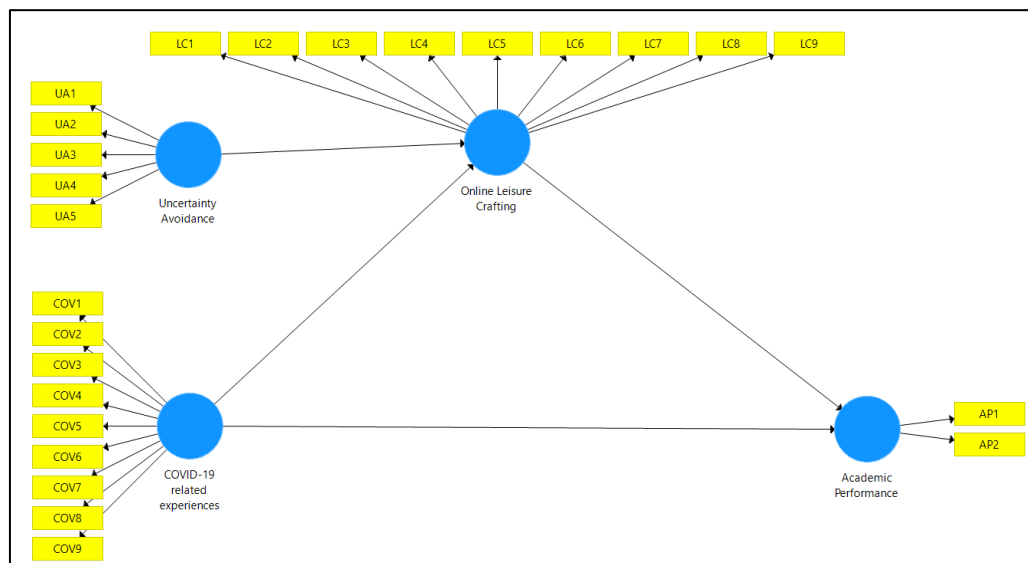 LC1
LC2
LC3
LC4
LC5
LC6
LC7
LC8
LC9
UA1
UA2
UA3
UA4
UA5
Uncertainty
Avoidance
Online Leisure
Crafting
COV1
COV2
COV3
COV4
COV5
COV6
COV7
COV8
COV9
COVID-19
related
experiences
AP1
AP2
Academic
Performance